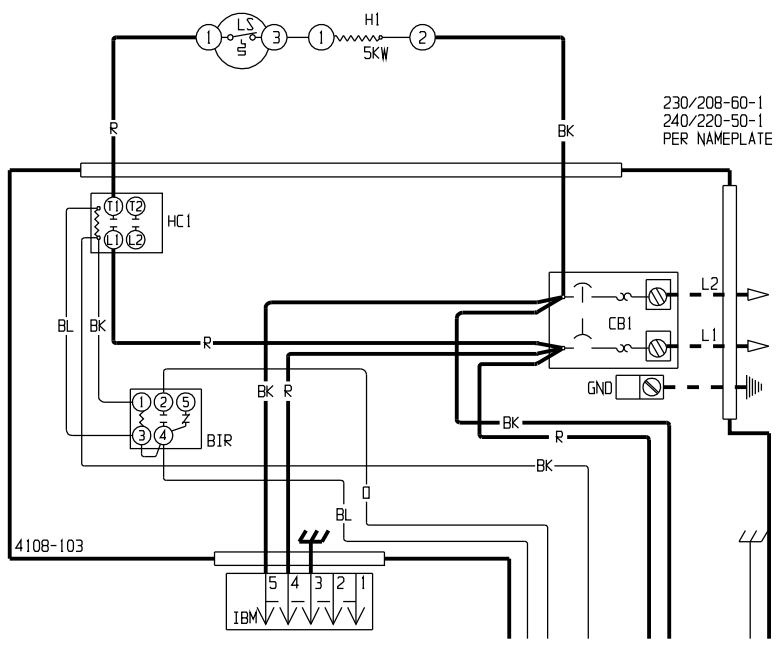 LS
H1
1
3
1
2
5KW
230/208-60-1
240/220-50-1
PER NAMEPLATE
R
BK
T1 T2
HC1
L1 L2
L2
CB1
L1
BL
BK
R
GND
BK
R
1 2 5
BK
3 4
BIR
R
BK
O
BL
4108-103
5 4 3 2 1
IBM